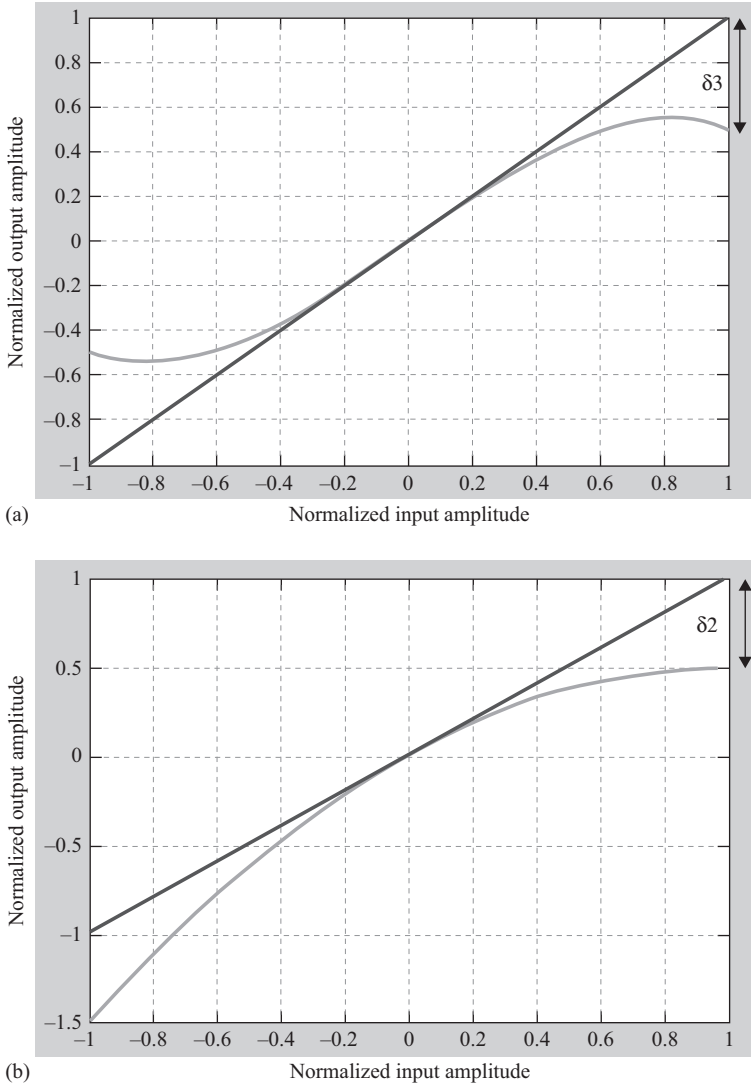 1
0.8
δ3
0.6
0.4
0.2
0
–0.2
–0.4
–0.6
–0.8
–1
Normalized output amplitude
–1 –0.8 –0.6 –0.4 –0.2 0 0.2 0.4 0.6 0.8 1
(a) Normalized input amplitude
1
δ2
0.5
0
–0.5
–1
–1.5
Normalized output amplitude
–1 –0.8 –0.6 –0.4 –0.2 0 0.2 0.4 0.6 0.8 1
(b) Normalized input amplitude